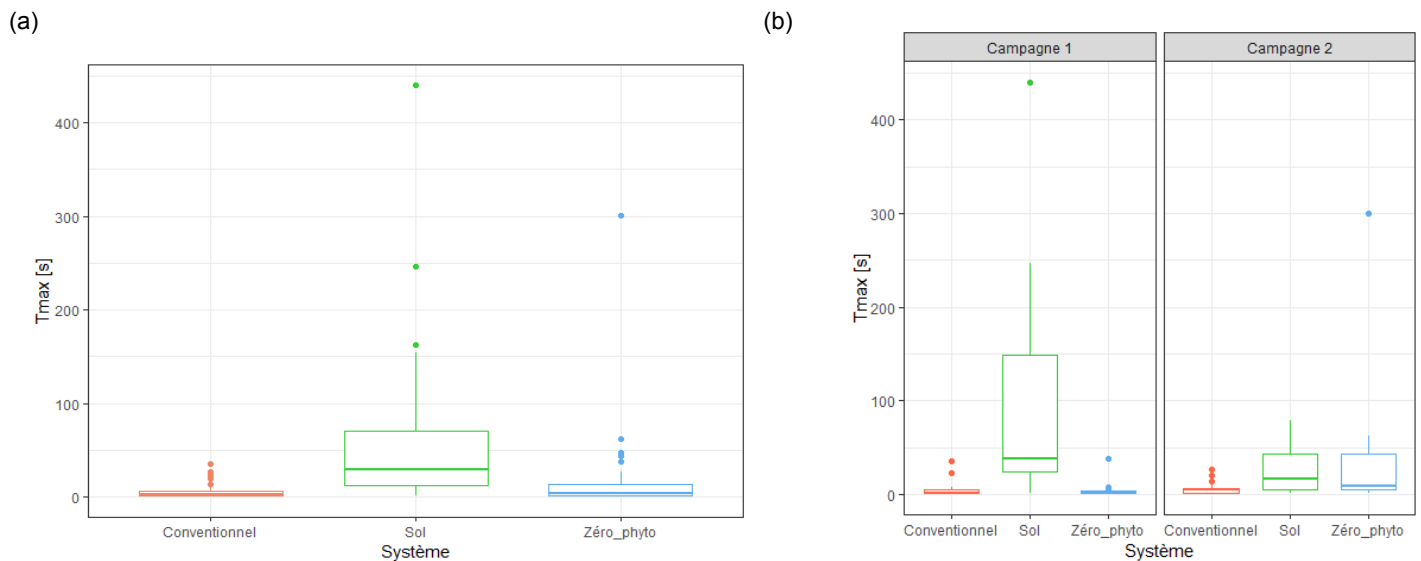 (a)
Tmax [s]
400
300
200
100
0
Conventionnel Sol Zéro_phyto
Système
(b)
Campagne 1 Campagne 2
Tmax [s]
400
300
200
100
0
Conventionnel Sol Zéro_phyto Conventionnel Sol Zéro_phyto
Système